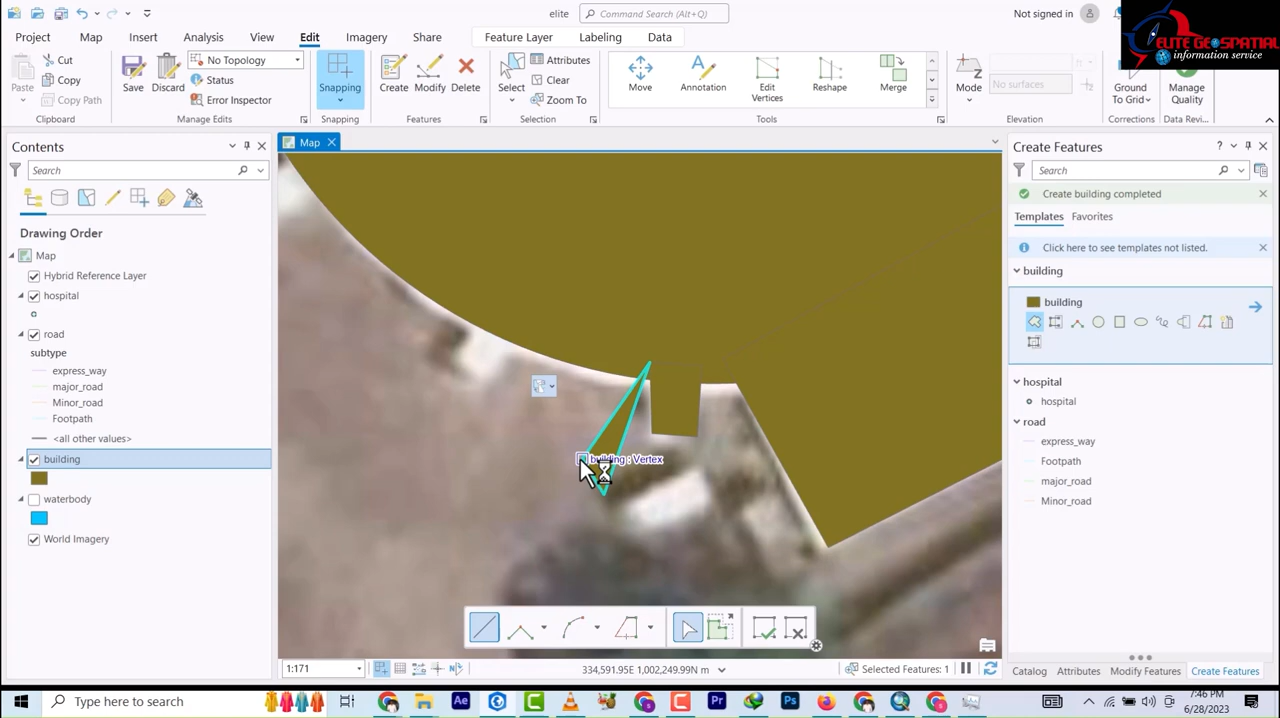 elite
Command Search (Alt+Q)
Not signed in
ELITE GEOSPATIAL
information service
Project Map Insert Analysis View Edit Imagery Share Feature Layer Labeling Data
Paste
Cut
Copy
Copy Path
Clipboard
Save
Discard
No Topology
Status
Error Inspector
Manage Edits
Snapping
Snapping
Create
Modify
Delete
Features
Select
Attributes
Clear
Zoom To
Selection
Move
Annotation
Edit
Vertices
Reshape
Merge
Tools
Mode
ft
No surfaces
Elevation
Ground
To Grid
Corrections
Manage
Quality
Data Revi...
Contents
Search
Drawing Order
Map
Hybrid Reference Layer
hospital
road
subtype
express_way
major_road
Minor_road
Footpath
<all other values>
building
waterbody
World Imagery
Map
building : Vertex
1:171
334,591.95E 1,002,249.99N m
Selected Features: 1
Create Features
Search
Create building completed
Templates Favorites
Click here to see templates not listed.
building
building
hospital
hospital
road
express_way
Footpath
major_road
Minor_road
Catalog Attributes Modify Features Create Features
Type here to search
Ae
Pr
Ps
7:46 PM
6/28/2023